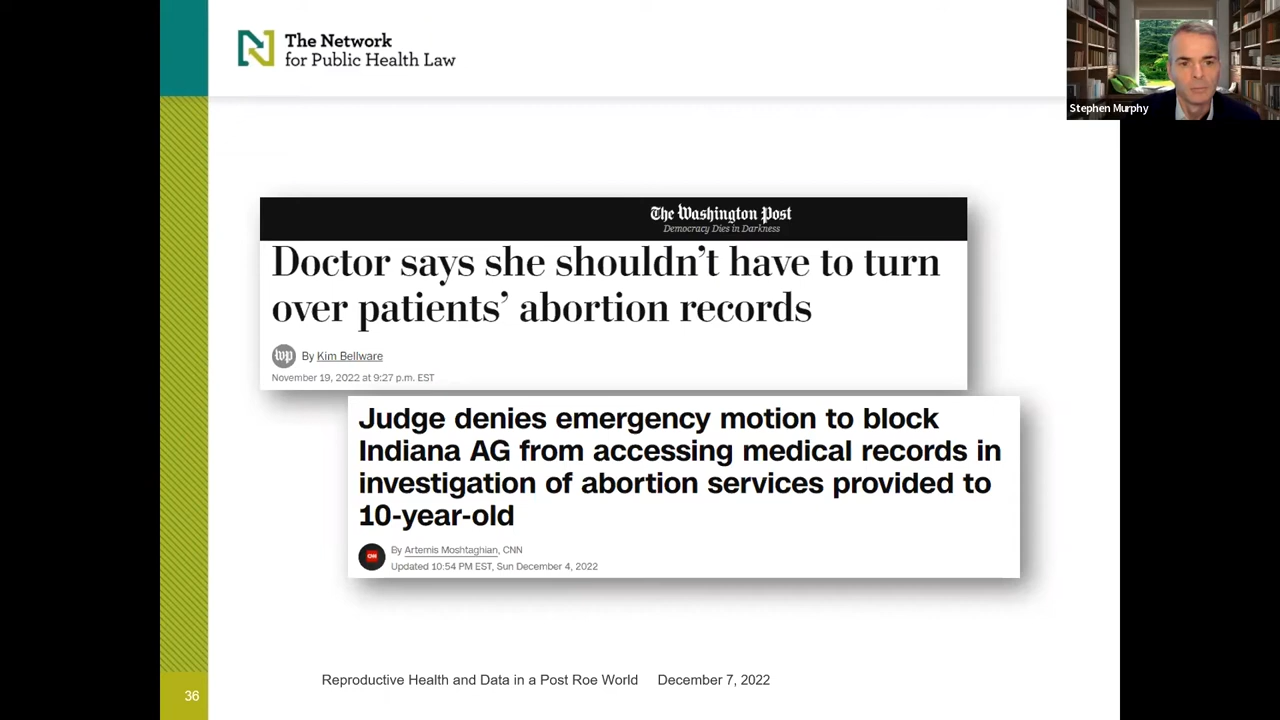 The Network
for Public Health Law
Stephen Murphy
The Washington Post
Democracy Dies in Darkness
Doctor says she shouldn’t have to turn
over patients’ abortion records
wp
By Kim Bellware
November 19, 2022 at 9:27 p.m. EST
Judge denies emergency motion to block
Indiana AG from accessing medical records in
investigation of abortion services provided to
10-year-old
CNN
By Artemis Moshtaghian, CNN
Updated 10:54 PM EST, Sun December 4, 2022
Reproductive Health and Data in a Post Roe World December 7, 2022
36